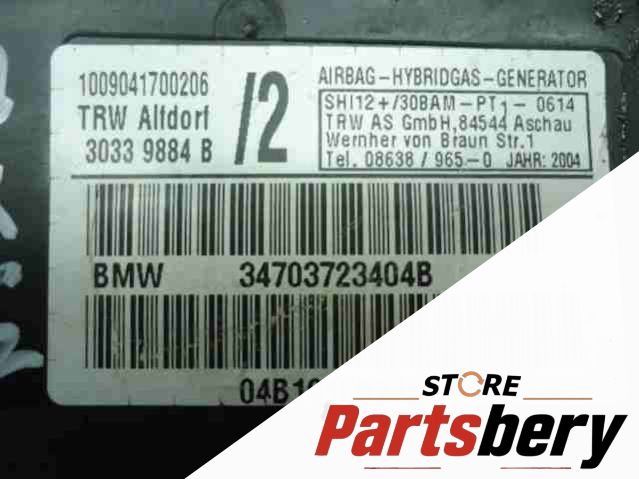 1009041700206
TRW Alfdorf
3033 9884 B
/2
AIRBAG-HYBRIDGAS-GENERATOR
SHI12+/30BAM-PT1-0614
TRW AS GmbH,84544 Aschau
Wernher von Braun Str.1
Tel. 08638 / 965-0 JAHR: 2004
BMW 34703723404B
STORE
Partsbery